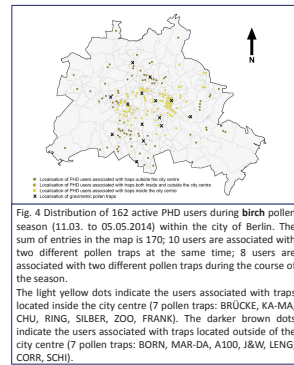 N
Localisation of PHD users associated with traps outside the city centre
Localisation of PHD users associated with traps both inside and outside the city centre
Localisation of PHD users associated with traps inside the city centre
Localisation of gravimetric pollen traps
Fig. 4 Distribution of 162 active PHD users during birch pollen
season (11.03. to 05.05.2014) within the city of Berlin. The
sum of entries in the map is 170; 10 users are associated with
two different pollen traps at the same time; 8 users are
associated with two different pollen traps during the course of
the season.
The light yellow dots indicate the users associated with traps
located inside the city centre (7 pollen traps: BRÜCKE, KA-MA,
CHU, RING, SILBER, ZOO, FRANK). The darker brown dots
indicate the users associated with traps located outside of the
city centre (7 pollen traps: BORN, MAR-DA, A100, J&W, LENG,
CORR, SCHI).